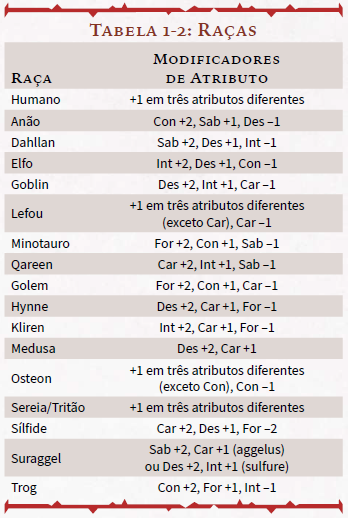 Tabela 1-2: Raças
Modificadores
Raça de Atributo
Humano +1 em três atributos diferentes
Anão Con +2, Sab +1, Des –1
Dahllan Sab +2, Des +1, Int –1
Elfo Int +2, Des +1, Con –1
Goblin Des +2, Int +1, Car –1
Lefou +1 em três atributos diferentes
(exceto Car), Car –1
Minotauro For +2, Con +1, Sab –1
Qareen Car +2, Int +1, Sab –1
Golem For +2, Con +1, Car –1
Hynne Des +2, Car +1, For –1
Kliren Int +2, Car +1, For –1
Medusa Des +2, Car +1
Osteon +1 em três atributos diferentes
(exceto Con), Con –1
Sereia/Tritão +1 em três atributos diferentes
Sílfide Car +2, Des +1, For –2
Suraggel Sab +2, Car +1 (aggelus)
ou Des +2, Int +1 (sulfure)
Trog Con +2, For +1, Int –1